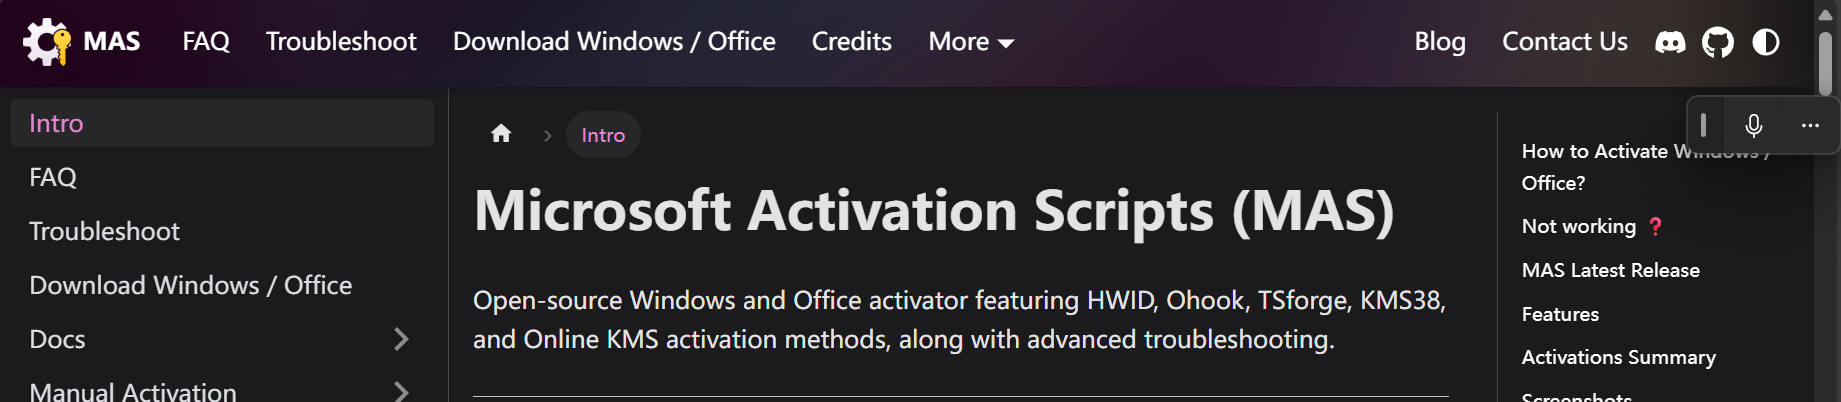 MAS FAQ Troubleshoot Download Windows / Office Credits More Blog Contact Us
Intro
FAQ
Troubleshoot
Download Windows / Office
Docs
Manual Activation
Intro
Microsoft Activation Scripts (MAS)
Open-source Windows and Office activator featuring HWID, Ohook, TSforge, KMS38,
and Online KMS activation methods, along with advanced troubleshooting.
How to Activate Windows /
Office?
Not working ❓
MAS Latest Release
Features
Activations Summary
Screenshots